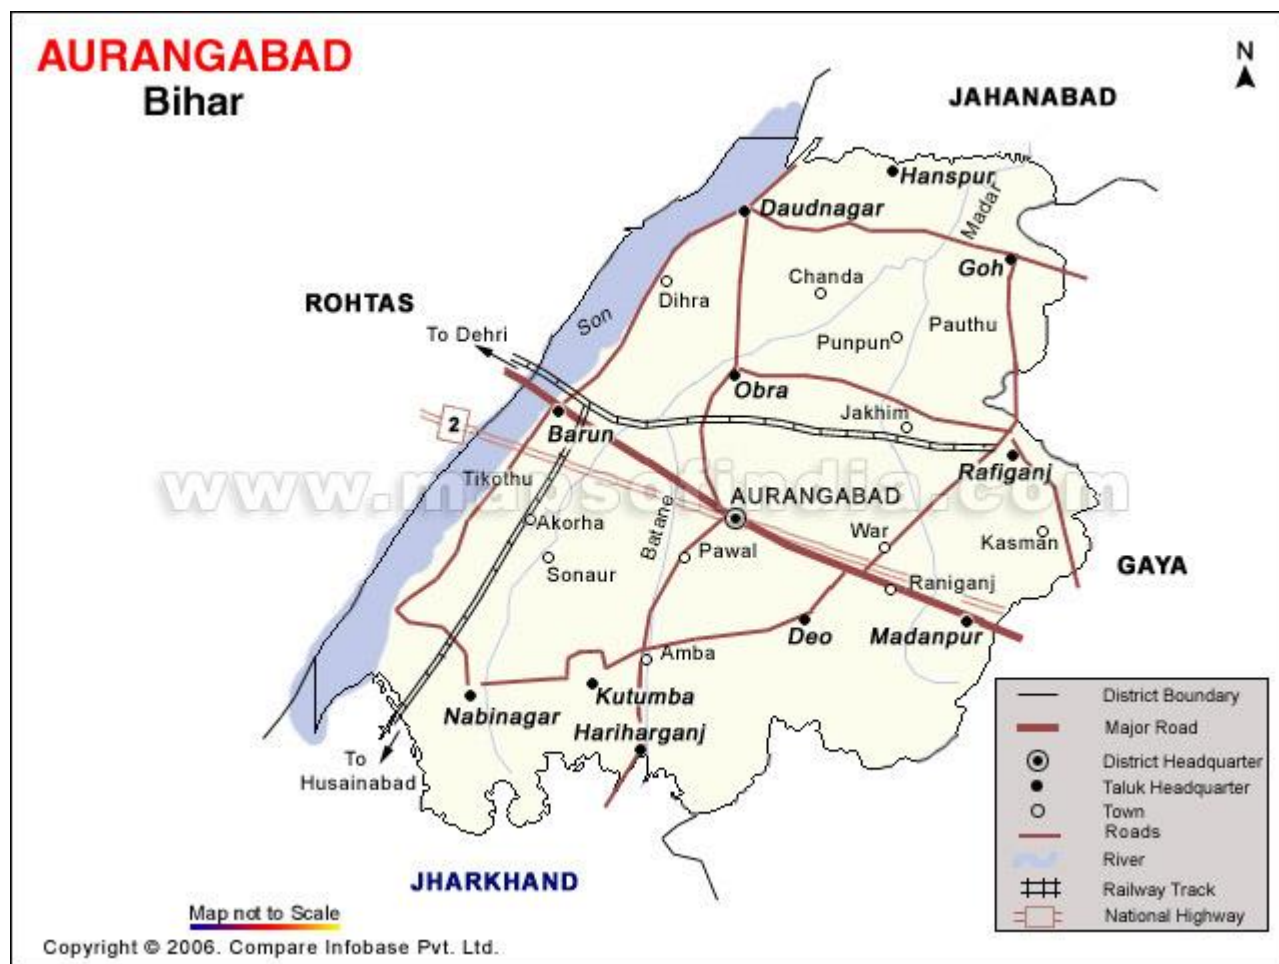 AURANGABAD
Bihar
N
JAHANABAD
Hanspur
Madar
Daudnagar
Goh
Chanda
Dihra
ROHTAS
Son
To Dehri
Pauthu
Punpun
Obra
Jakhim
2
Barun
Rafiganj
Tikothu
www.mapsofindia.com
AURANGABAD
Batane
Akorha
War
Kasman
Pawal
GAYA
Sonaur
Raniganj
Deo
Madanpur
Amba
Kutumba
Nabinagar
Hariharganj
To
Husainabad
District Boundary
Major Road
District Headquarter
Taluk Headquarter
Town
Roads
River
Railway Track
National Highway
JHARKHAND
Map not to Scale
Copyright © 2006. Compare Infobase Pvt. Ltd.